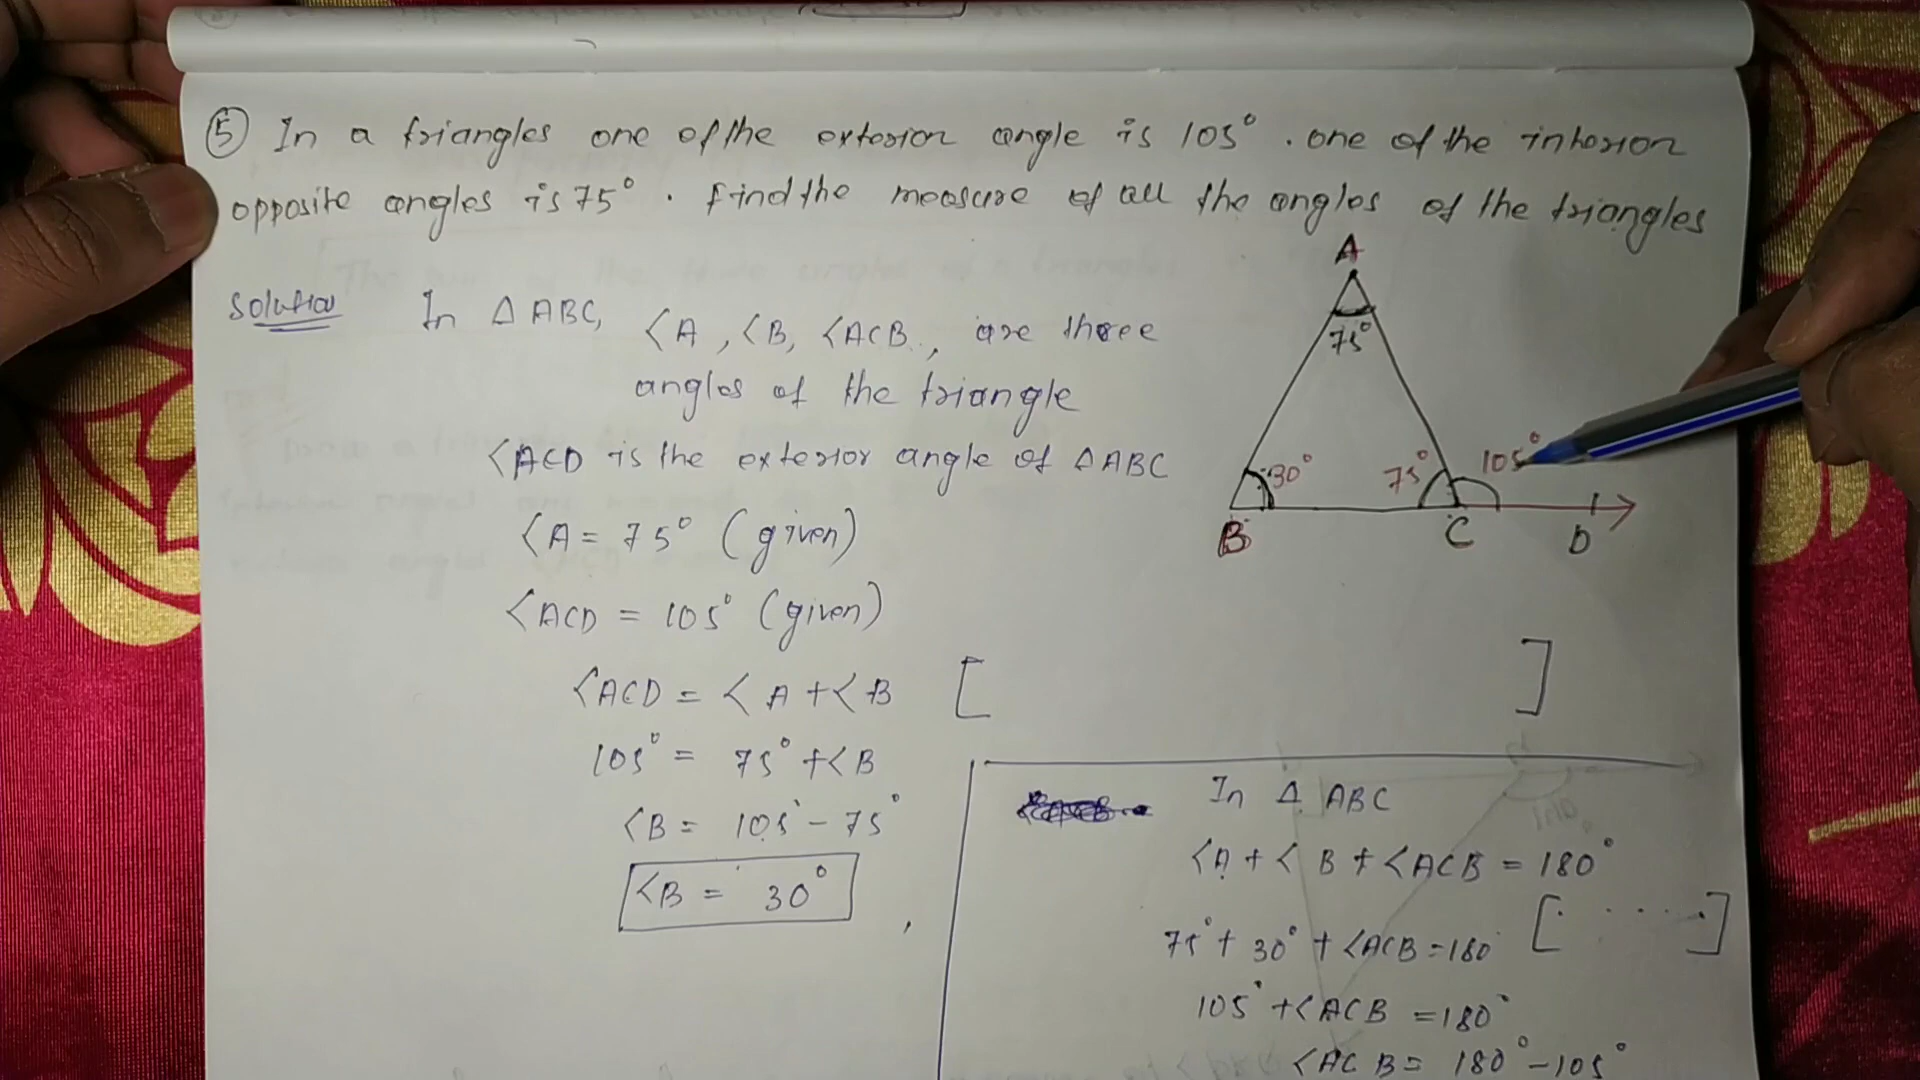 ⑤ In a triangles one of the exterior angle is 105° . one of the interior
opposite angles is 75° . find the measure of all the angles of the triangles
Solution In △ ABC, <A, <B, <ACB, are three
angles of the triangle
<ACD is the exterior angle of △ABC
<A = 75° (given)
<ACD = 105° (given)
<ACD = <A + <B [ ]
105° = 75° + <B
<B = 105° - 75°
<B = 30°
A
75°
30°
75°
105°
B
C
D
In △ ABC
<A + < B + <ACB = 180°
75° + 30° + <ACB = 180 [ . . . . ]
105° + <ACB = 180°
<ACB = 180° - 105°